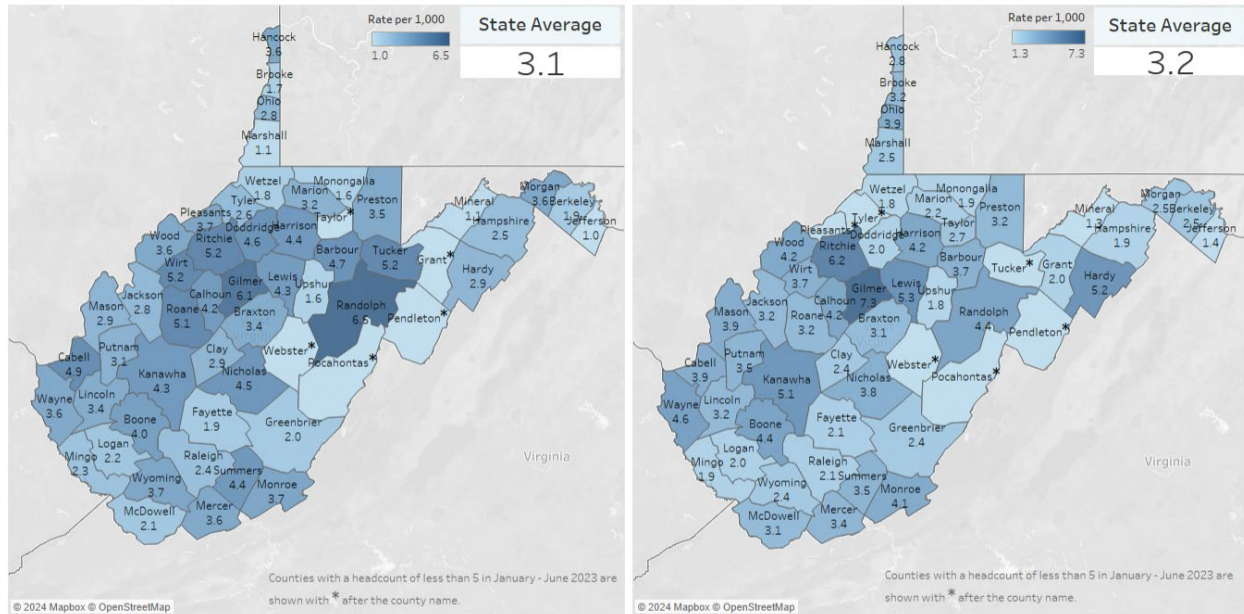 Rate per 1,000
1.0 6.5
State Average
3.1
Hancock
3.6
Brooke
1.7
Ohio
2.8
Marshall
1.1
Wetzel
1.8
Monongalia
1.6
Marion
3.2
Preston
3.5
Tyler
2.6
Taylor *
Pleasants
3.7
Doddridge
4.6
Harrison
4.4
Wood
3.6
Ritchie
5.2
Barbour
4.7
Tucker
5.2
Mineral
1.1
Morgan
3.6
Berkeley
1.9
Jefferson
1.0
Hampshire
2.5
Grant *
Hardy
2.9
Wirt
5.2
Gilmer
6.1
Lewis
4.3
Upshur
1.6
Randolph
6.5
Pendleton *
Mason
2.9
Jackson
2.8
Roane
5.1
Calhoun
4.2
Braxton
3.4
Webster *
Pocahontas *
Cabell
4.9
Putnam
3.1
Kanawha
4.3
Clay
2.9
Nicholas
4.5
Wayne
3.6
Lincoln
3.4
Boone
4.0
Fayette
1.9
Greenbrier
2.0
Mingo
2.3
Logan
2.2
Raleigh
2.4
Summers
4.4
Monroe
3.7
Wyoming
3.7
Mercer
3.6
McDowell
2.1
Virginia
Counties with a headcount of less than 5 in January - June 2023 are
shown with * after the county name.
© 2024 Mapbox © OpenStreetMap
Rate per 1,000
1.3 7.3
State Average
3.2
Hancock
2.8
Brooke
3.2
Ohio
3.9
Marshall
2.5
Wetzel
1.8
Monongalia
1.9
Marion
2.2
Preston
3.2
Tyler *
Taylor
2.7
Pleasants *
Doddridge
2.0
Harrison
4.2
Wood
4.2
Ritchie
6.2
Barbour
3.7
Tucker *
Mineral
1.3
Morgan
2.5
Berkeley
Jefferson
1.4
Hampshire
1.9
Grant
2.0
Hardy
5.2
Wirt
3.7
Gilmer
7.3
Lewis
5.3
Upshur
1.8
Randolph
4.4
Pendleton *
Mason
3.9
Jackson
3.2
Roane
3.2
Calhoun
4.2
Braxton
3.1
Webster *
Pocahontas *
Cabell
3.9
Putnam
3.5
Kanawha
5.1
Clay
2.4
Nicholas
3.8
Wayne
4.6
Lincoln
3.2
Boone
4.4
Fayette
2.1
Greenbrier
2.4
Mingo
1.9
Logan
2.0
Raleigh
2.1
Summers
3.5
Monroe
4.1
Wyoming
2.4
Mercer
3.4
McDowell
3.1
Virginia
Counties with a headcount of less than 5 in January - June 2023 are
shown with * after the county name.
© 2024 Mapbox © OpenStreetMap